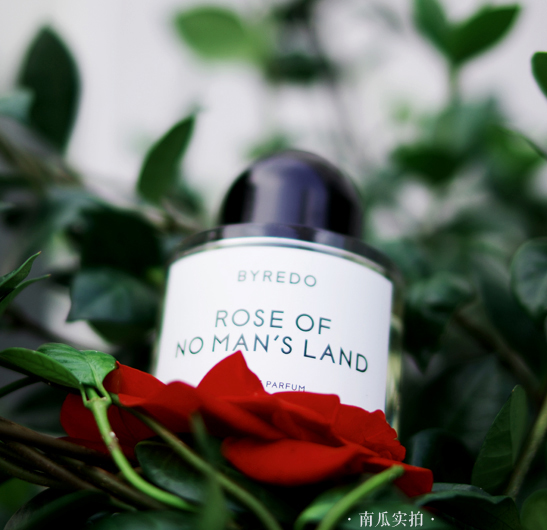 BYREDO
ROSE OF
NO MAN'S LAND
PARFUM
· 南瓜实拍 ·